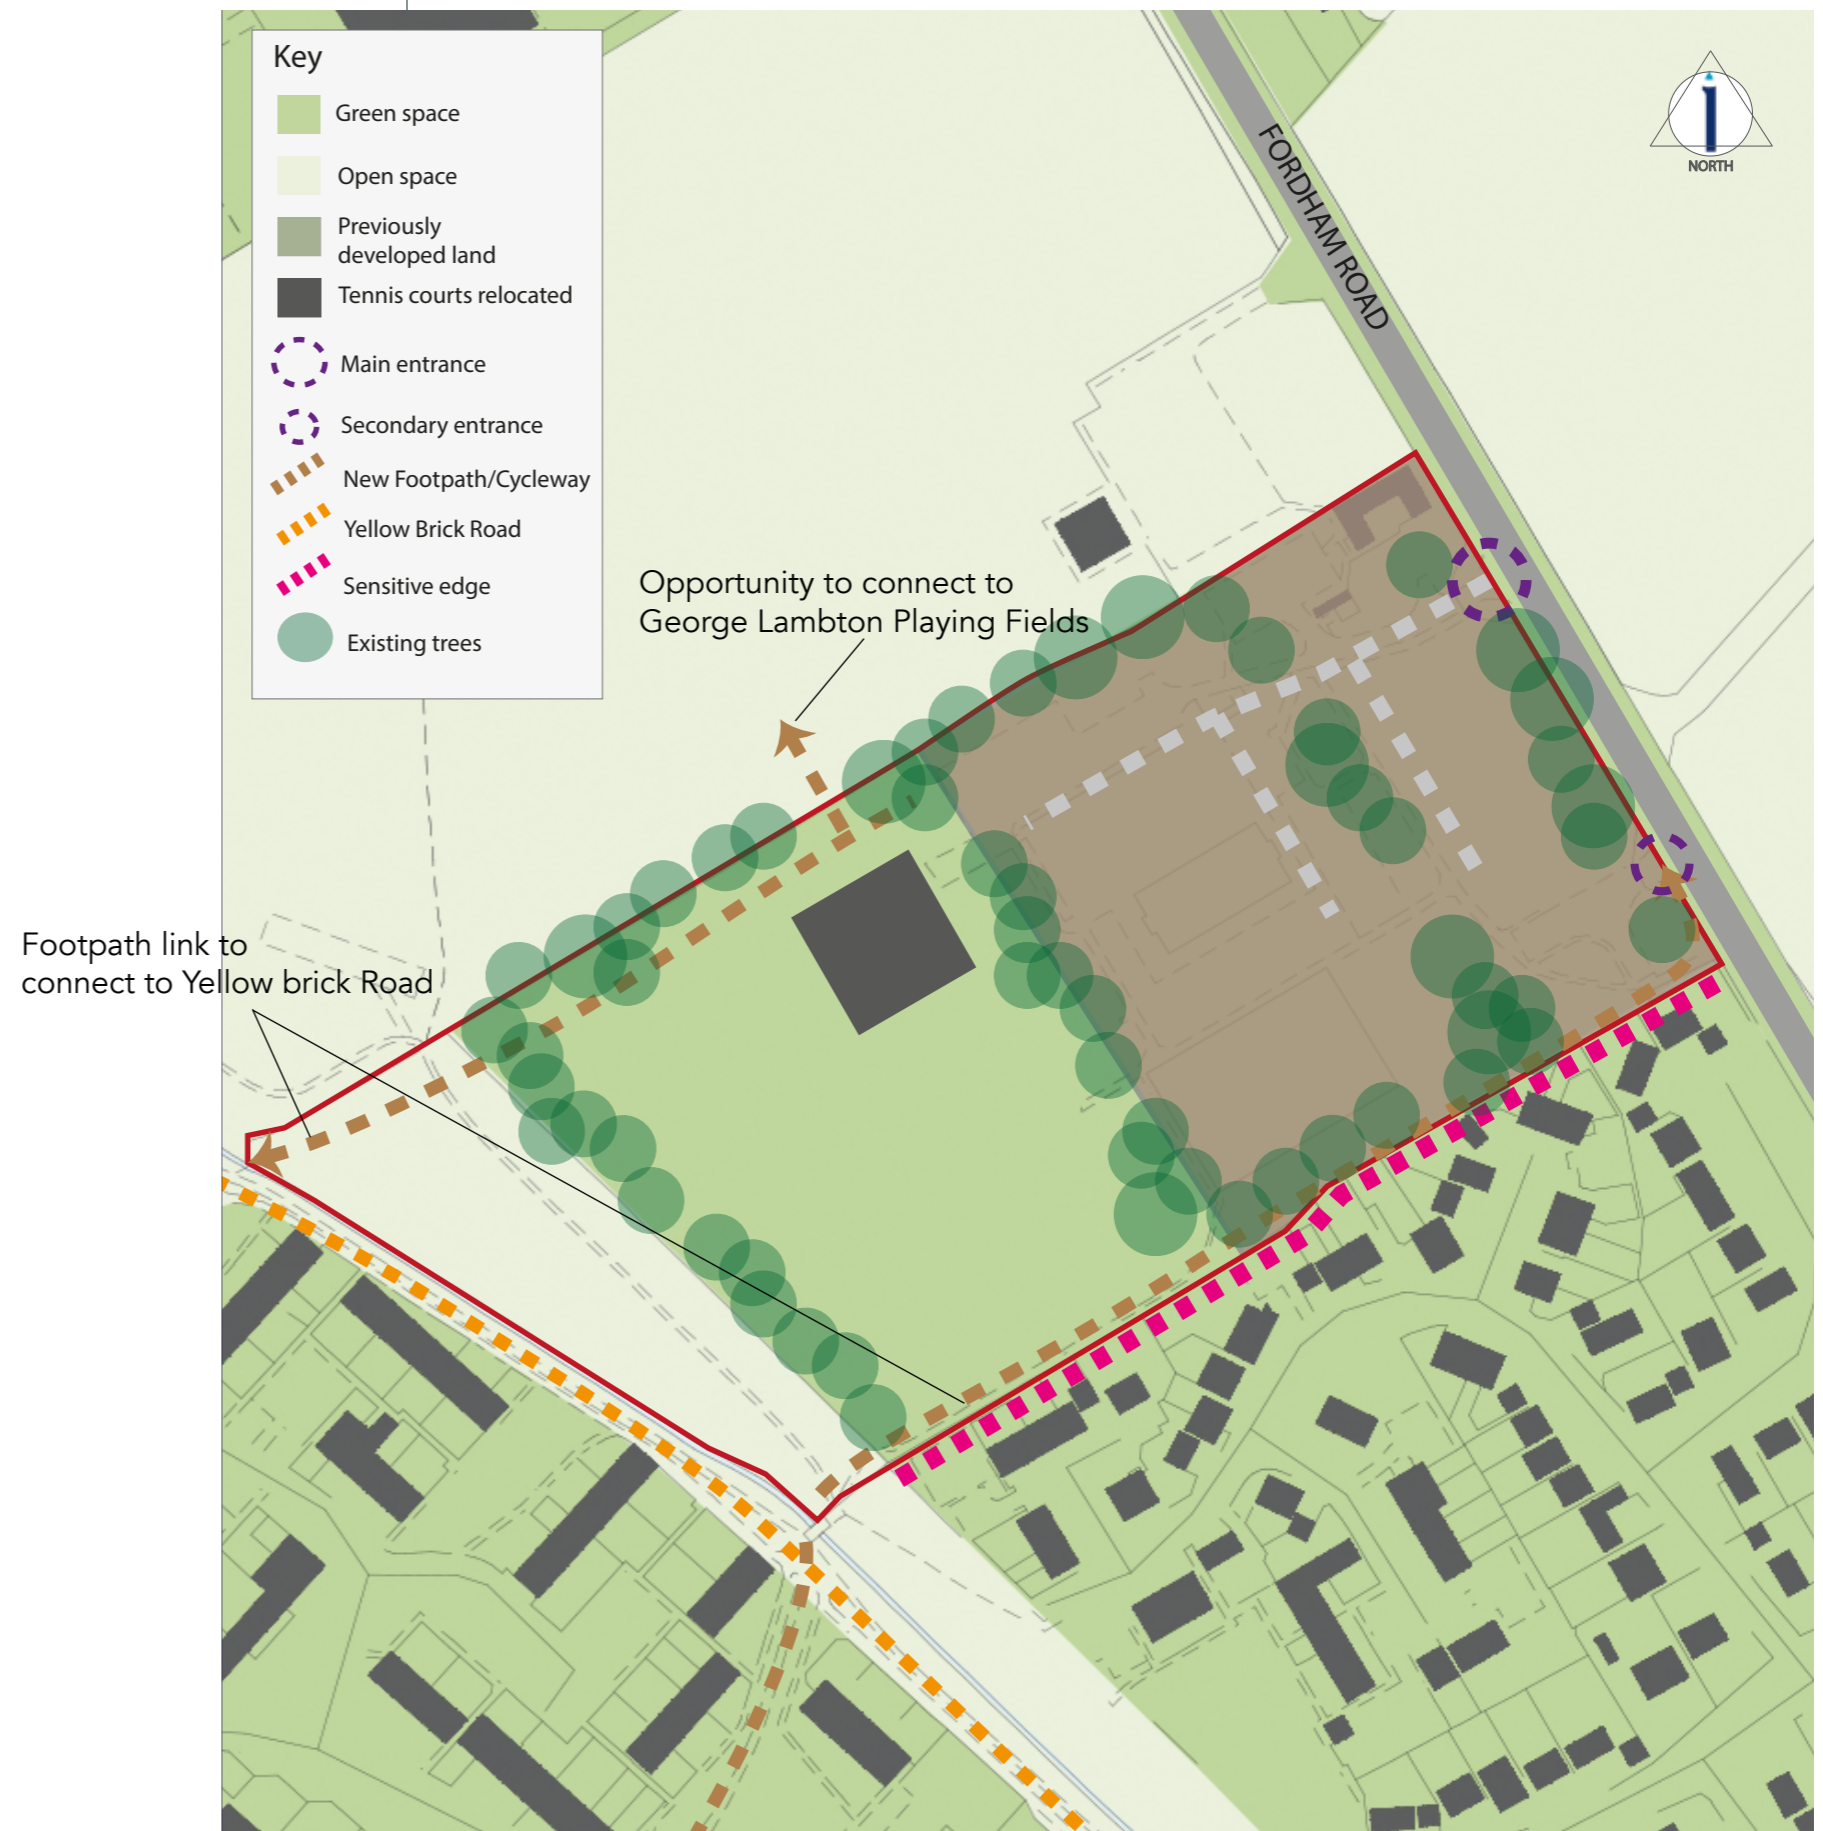 Key
Green space
Open space
Previously
developed land
Tennis courts relocated
Main entrance
Secondary entrance
New Footpath/Cycleway
Yellow Brick Road
Sensitive edge
Existing trees
FORDHAM ROAD
i
NORTH
Opportunity to connect to
George Lambton Playing Fields
Footpath link to
connect to Yellow brick Road